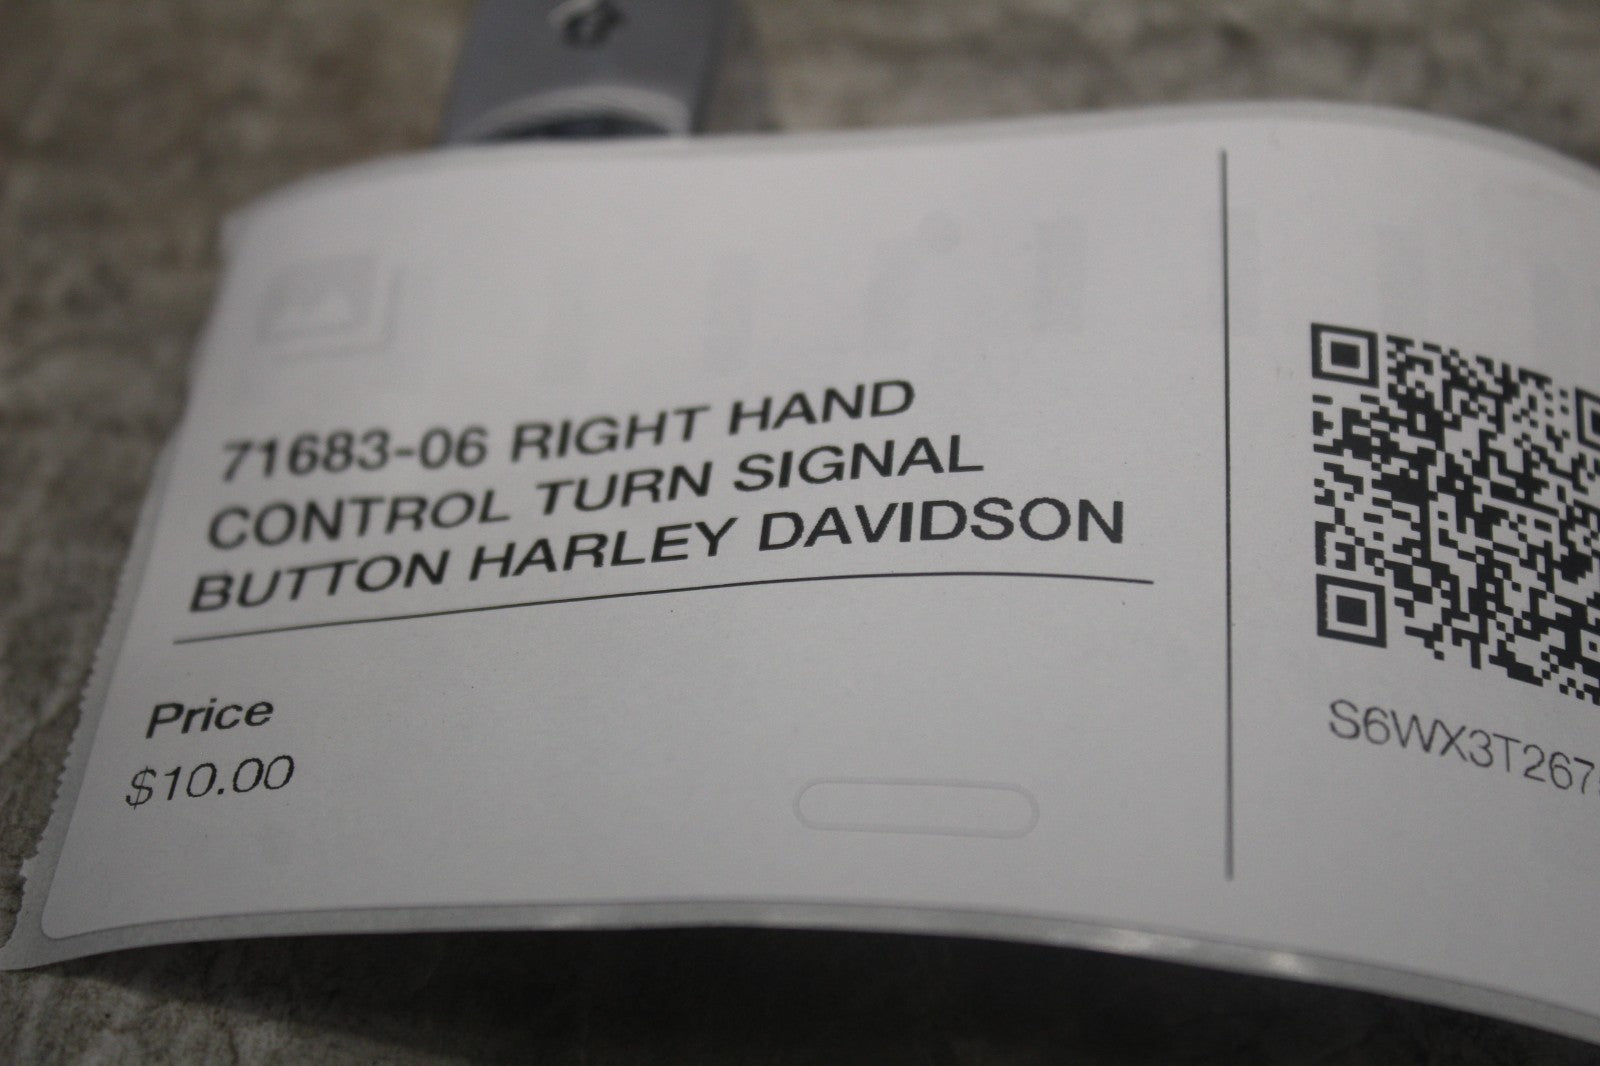 71683-06 RIGHT HAND
CONTROL TURN SIGNAL
BUTTON HARLEY DAVIDSON
Price
$10.00
S6WX3T267